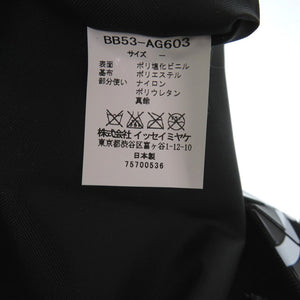 BB53-AG603
サイズ －
表面 ポリ塩化ビニル
基布 ポリエステル
部分使い ナイロン
ポリウレタン
真鍮
株式会社 イッセイミヤケ
東京都渋谷区富ヶ谷1-12-10
日本製
75700536